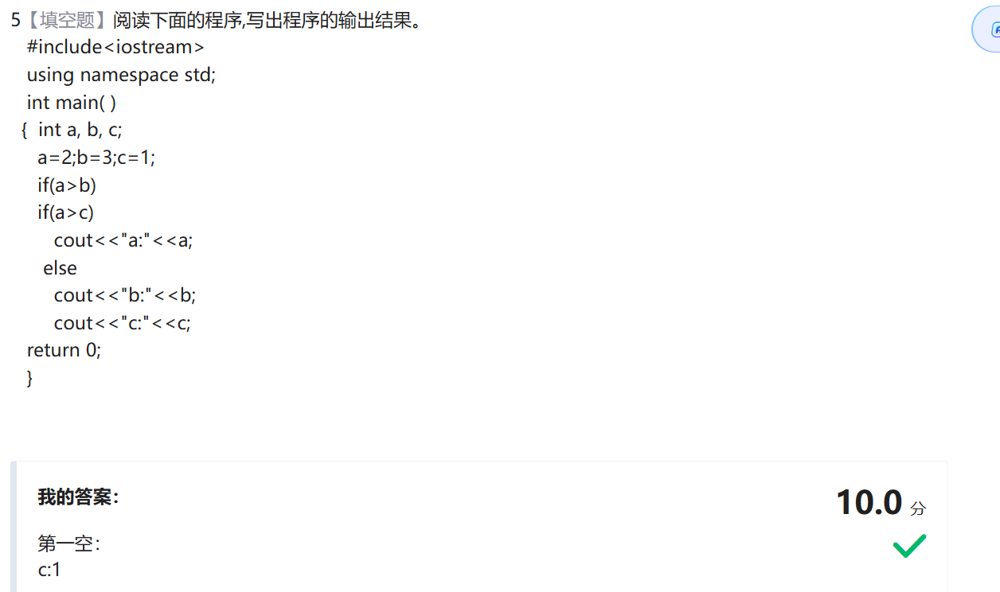 5【填空题】阅读下面的程序,写出程序的输出结果。
#include<iostream>
using namespace std;
int main( )
{  int a, b, c;
a=2;b=3;c=1;
if(a>b)
if(a>c)
cout<<"a:"<<a;
else
cout<<"b:"<<b;
cout<<"c:"<<c;
return 0;
}
我的答案：
10.0 分
第一空：
c:1